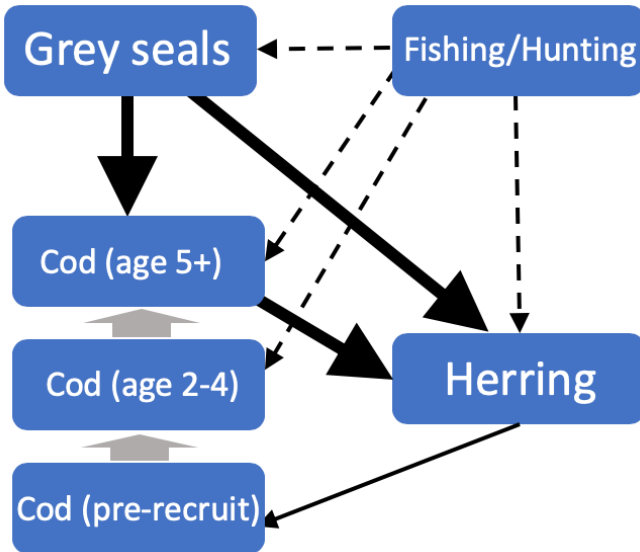 Grey seals
Fishing/Hunting
Cod (age 5+)
Cod (age 2-4)
Herring
Cod (pre-recruit)